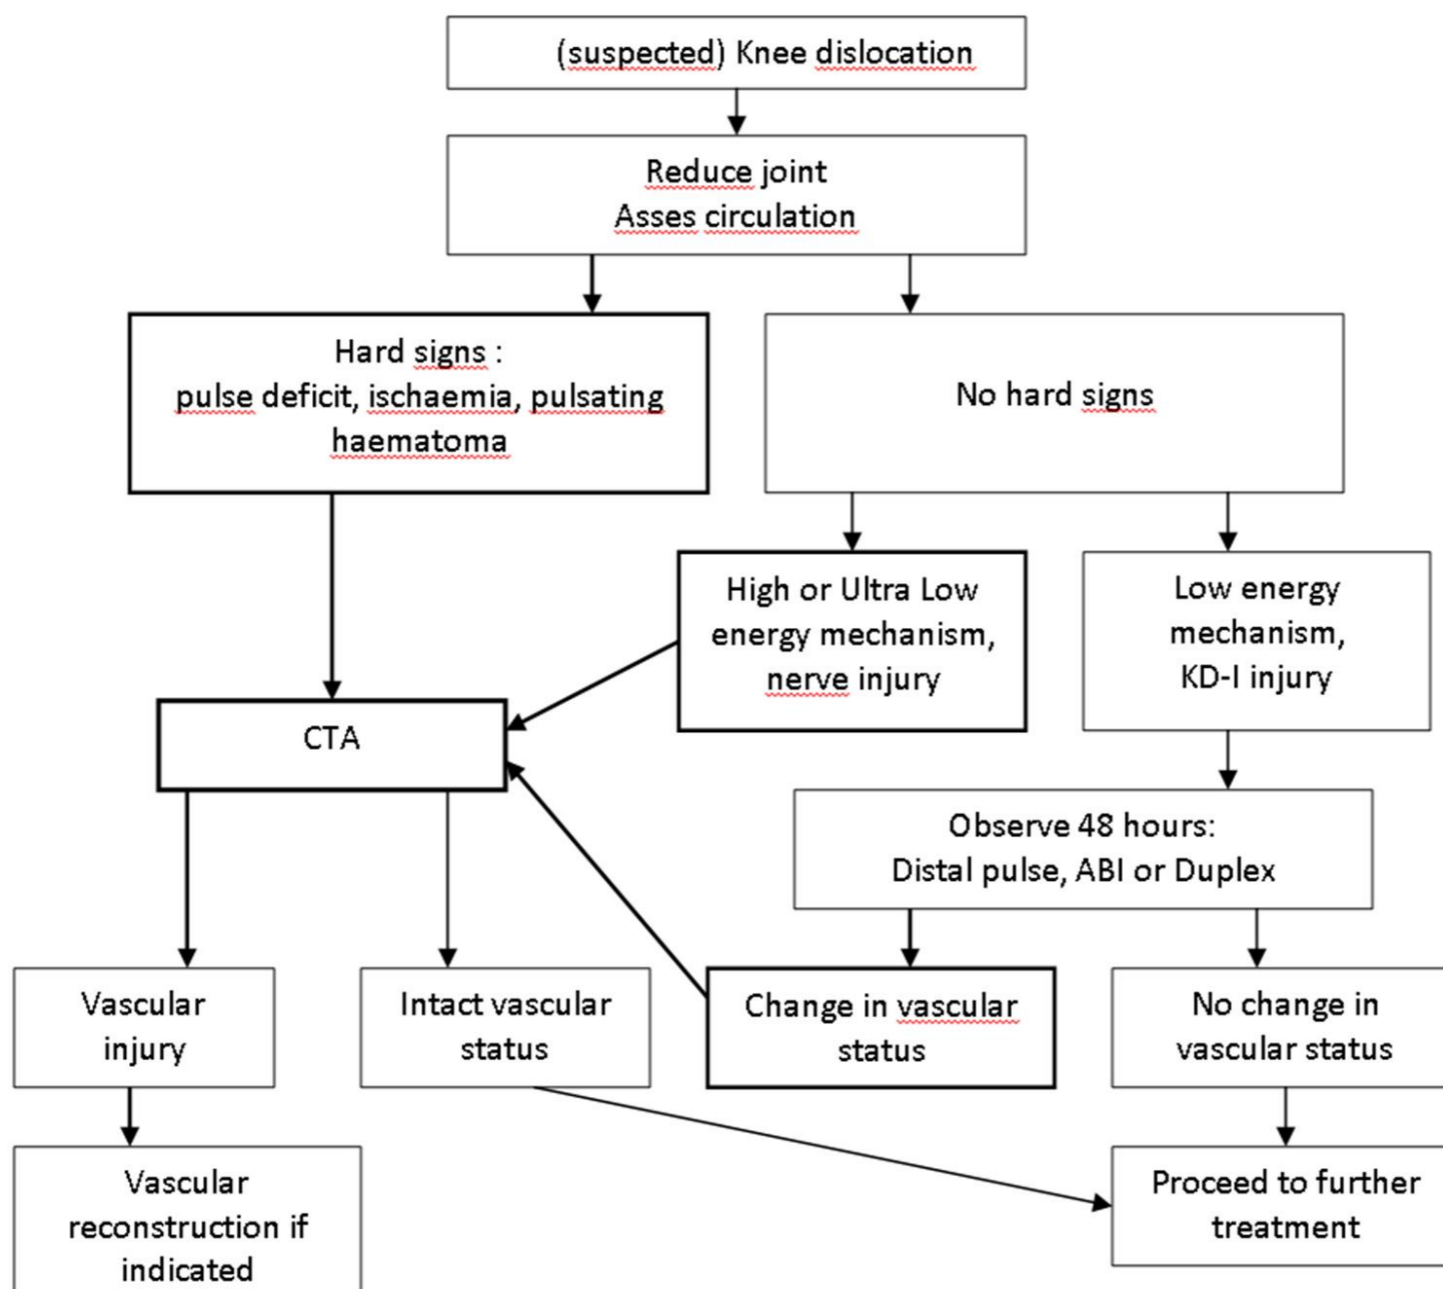 (suspected) Knee dislocation
Reduce joint
Asses circulation
Hard signs :
pulse deficit, ischaemia, pulsating
haematoma
No hard signs
High or Ultra Low
energy mechanism,
nerve injury
Low energy
mechanism,
KD-I injury
CTA
Observe 48 hours:
Distal pulse, ABI or Duplex
Vascular
injury
Intact vascular
status
Change in vascular
status
No change in
vascular status
Vascular
reconstruction if
indicated
Proceed to further
treatment